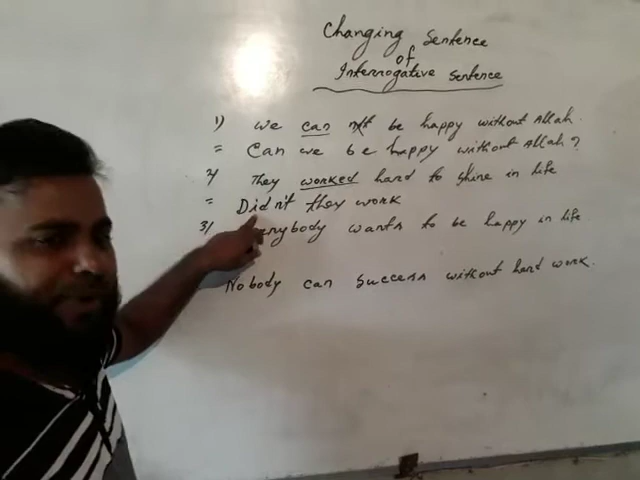 Changing Sentence
of
Interrogative Sentence
1) We can not be happy without Allah.
= Can we be happy without Allah?
2/ They worked hard to shine in life
= Didn't they work
3/ erybody wants to be happy in life
Nobody can success without hard work.